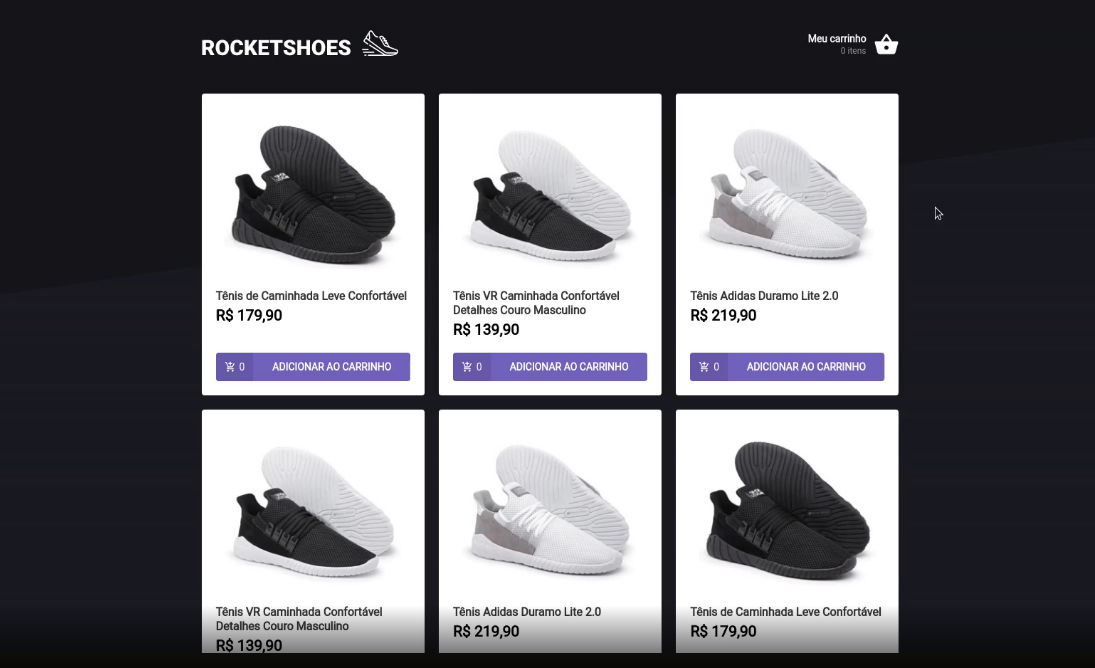 ROCKETSHOES
Meu carrinho
0 itens
Tênis de Caminhada Leve Confortável
R$ 179,90
0 ADICIONAR AO CARRINHO
Tênis VR Caminhada Confortável
Detalhes Couro Masculino
R$ 139,90
0 ADICIONAR AO CARRINHO
Tênis Adidas Duramo Lite 2.0
R$ 219,90
0 ADICIONAR AO CARRINHO
Tênis VR Caminhada Confortável
Detalhes Couro Masculino
R$ 139,90
Tênis Adidas Duramo Lite 2.0
R$ 219,90
Tênis de Caminhada Leve Confortável
R$ 179,90